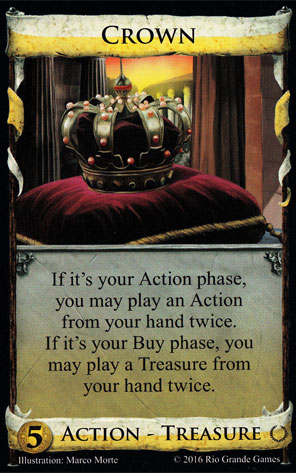 Crown
If it's your Action phase,
you may play an Action
from your hand twice.
If it's your Buy phase, you
may play a Treasure from
your hand twice.
5 Action - Treasure
Illustration: Marco Morte © 2016 Rio Grande Games